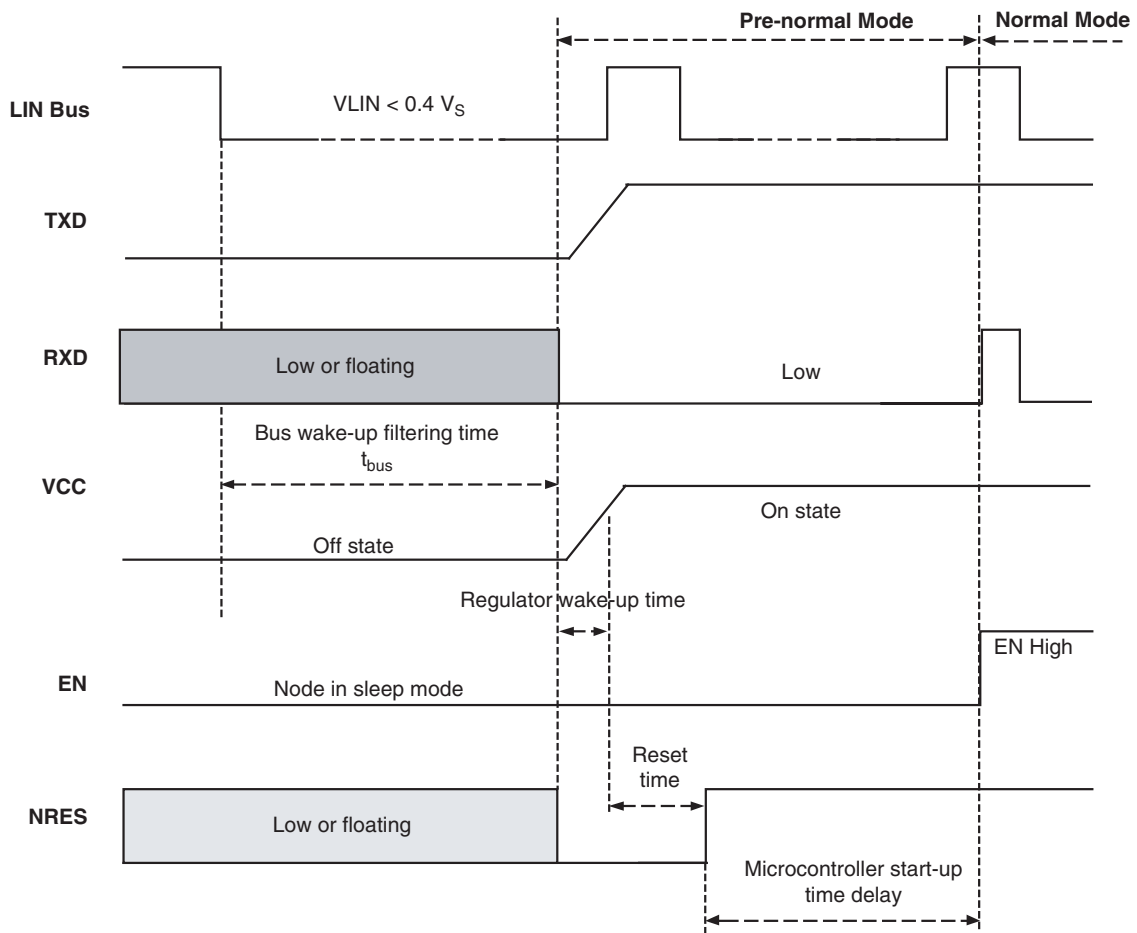 Pre-normal Mode
Normal Mode
LIN Bus
VLIN < 0.4 VS
TXD
RXD
Low or floating
Low
Bus wake-up filtering time
tbus
VCC
On state
Off state
Regulator wake-up time
EN High
EN
Node in sleep mode
Reset
time
NRES
Low or floating
Microcontroller start-up
time delay